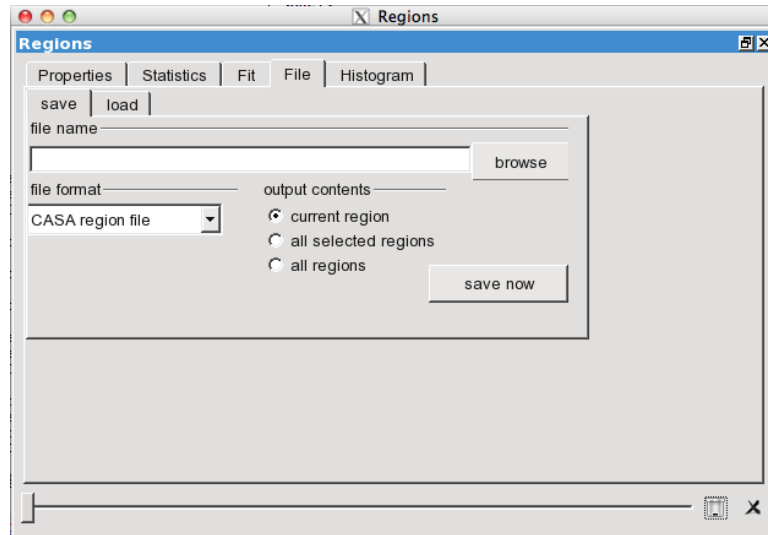 Regions
Regions
Properties Statistics Fit File Histogram
save load
file name
browse
file format output contents
CASA region file current region
all selected regions
all regions
save now